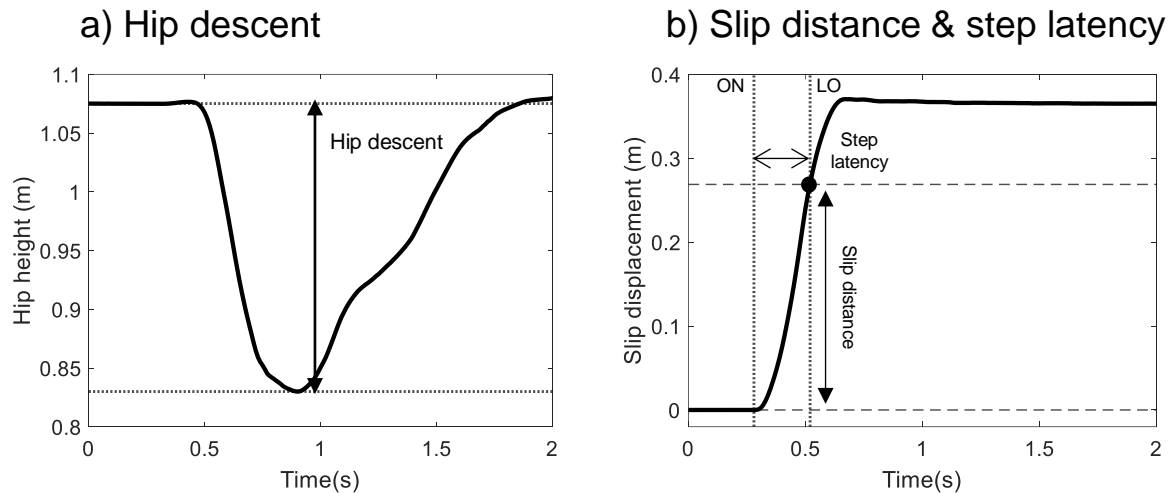 a) Hip descent
1.1
1.05
1
0.95
0.9
0.85
0.8
Hip height (m)
Hip descent
0
0.5
1
1.5
2
Time(s)
b) Slip distance & step latency
0.4
0.3
0.2
0.1
0
Slip displacement (m)
ON
LO
Step
latency
Slip distance
0
0.5
1
1.5
2
Time(s)